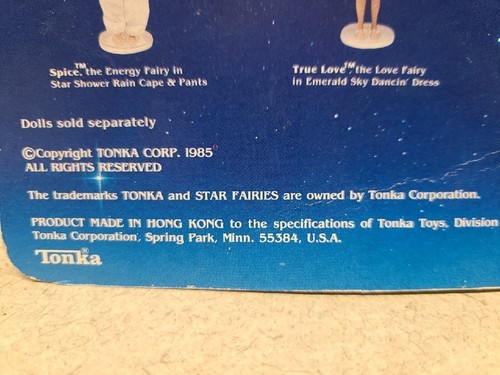 Spice,™ the Energy Fairy in
Star Shower Rain Cape & Pants
True Love,™ the Love Fairy
in Emerald Sky Dancin' Dress
Dolls sold separately
©Copyright TONKA CORP. 1985
ALL RIGHTS RESERVED
The trademarks TONKA and STAR FAIRIES are owned by Tonka Corporation.
PRODUCT MADE IN HONG KONG to the specifications of Tonka Toys, Division
Tonka Corporation, Spring Park, Minn. 55384, U.S.A.
Tonka®